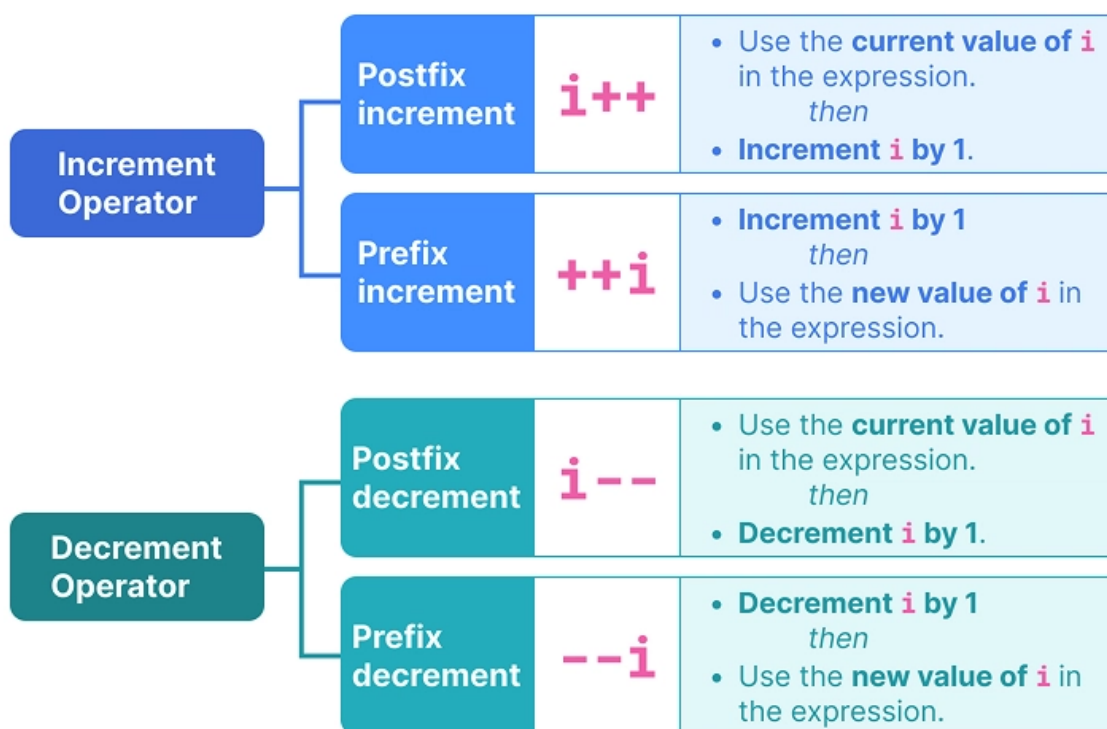 Increment
Operator
Postfix
increment
i++
• Use the current value of i
in the expression.
then
• Increment i by 1.
Prefix
increment
++i
• Increment i by 1
then
• Use the new value of i in
the expression.
Decrement
Operator
Postfix
decrement
i--
• Use the current value of i
in the expression.
then
• Decrement i by 1.
Prefix
decrement
--i
• Decrement i by 1
then
• Use the new value of i in
the expression.